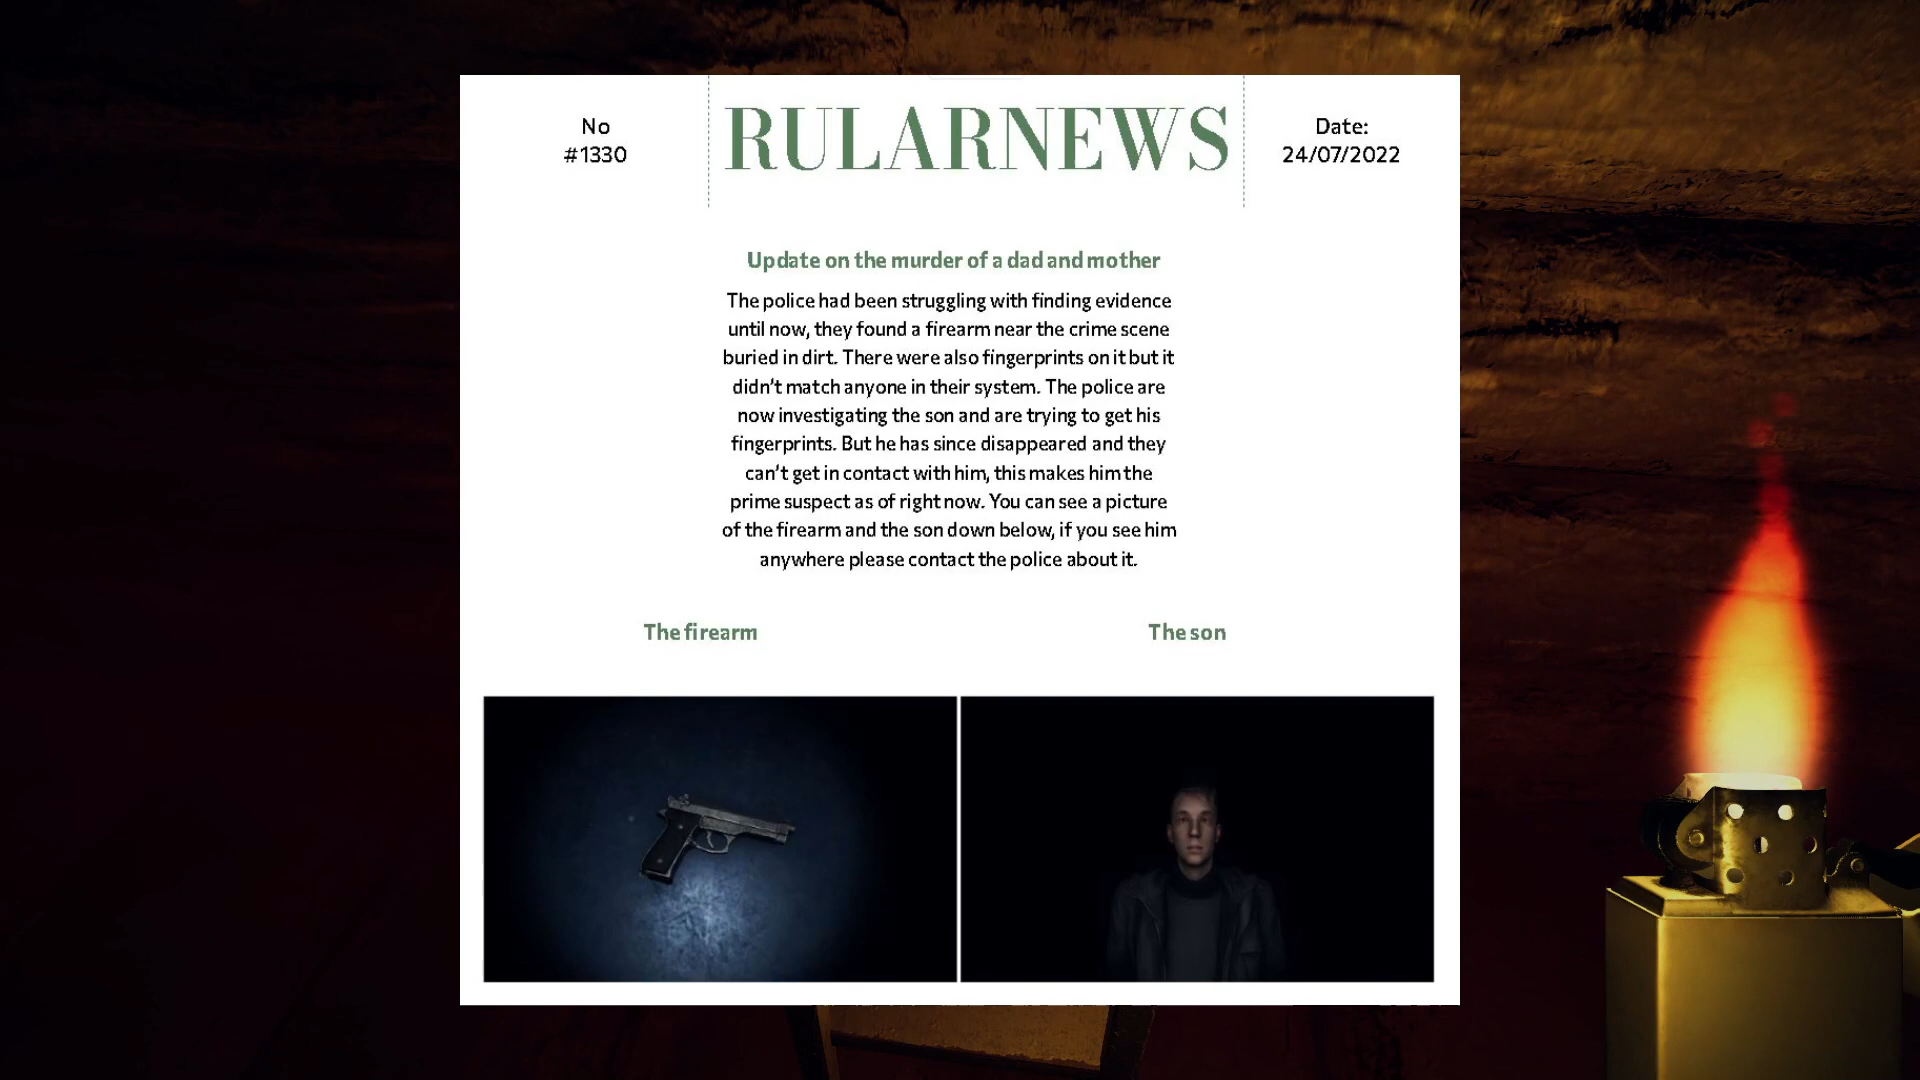 No
#1330
RULARNEWS
Date:
24/07/2022
Update on the murder of a dad and mother
The police had been struggling with finding evidence
until now, they found a firearm near the crime scene
buried in dirt. There were also fingerprints on it but it
didn't match anyone in their system. The police are
now investigating the son and are trying to get his
fingerprints. But he has since disappeared and they
can't get in contact with him, this makes him the
prime suspect as of right now. You can see a picture
of the firearm and the son down below, if you see him
anywhere please contact the police about it.
The firearm
The son